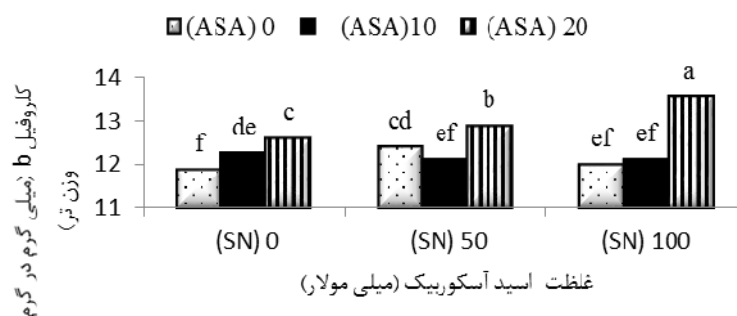 (ASA) 0 (ASA)10 (ASA) 20
کلروفیل b (میلی گرم در گرم
وزن تر)
14
13
12
11
f de c
cd ef b
ef ef a
(SN) 0 (SN) 50 (SN) 100
غلظت اسید آسکوربیک (میلی مولار)